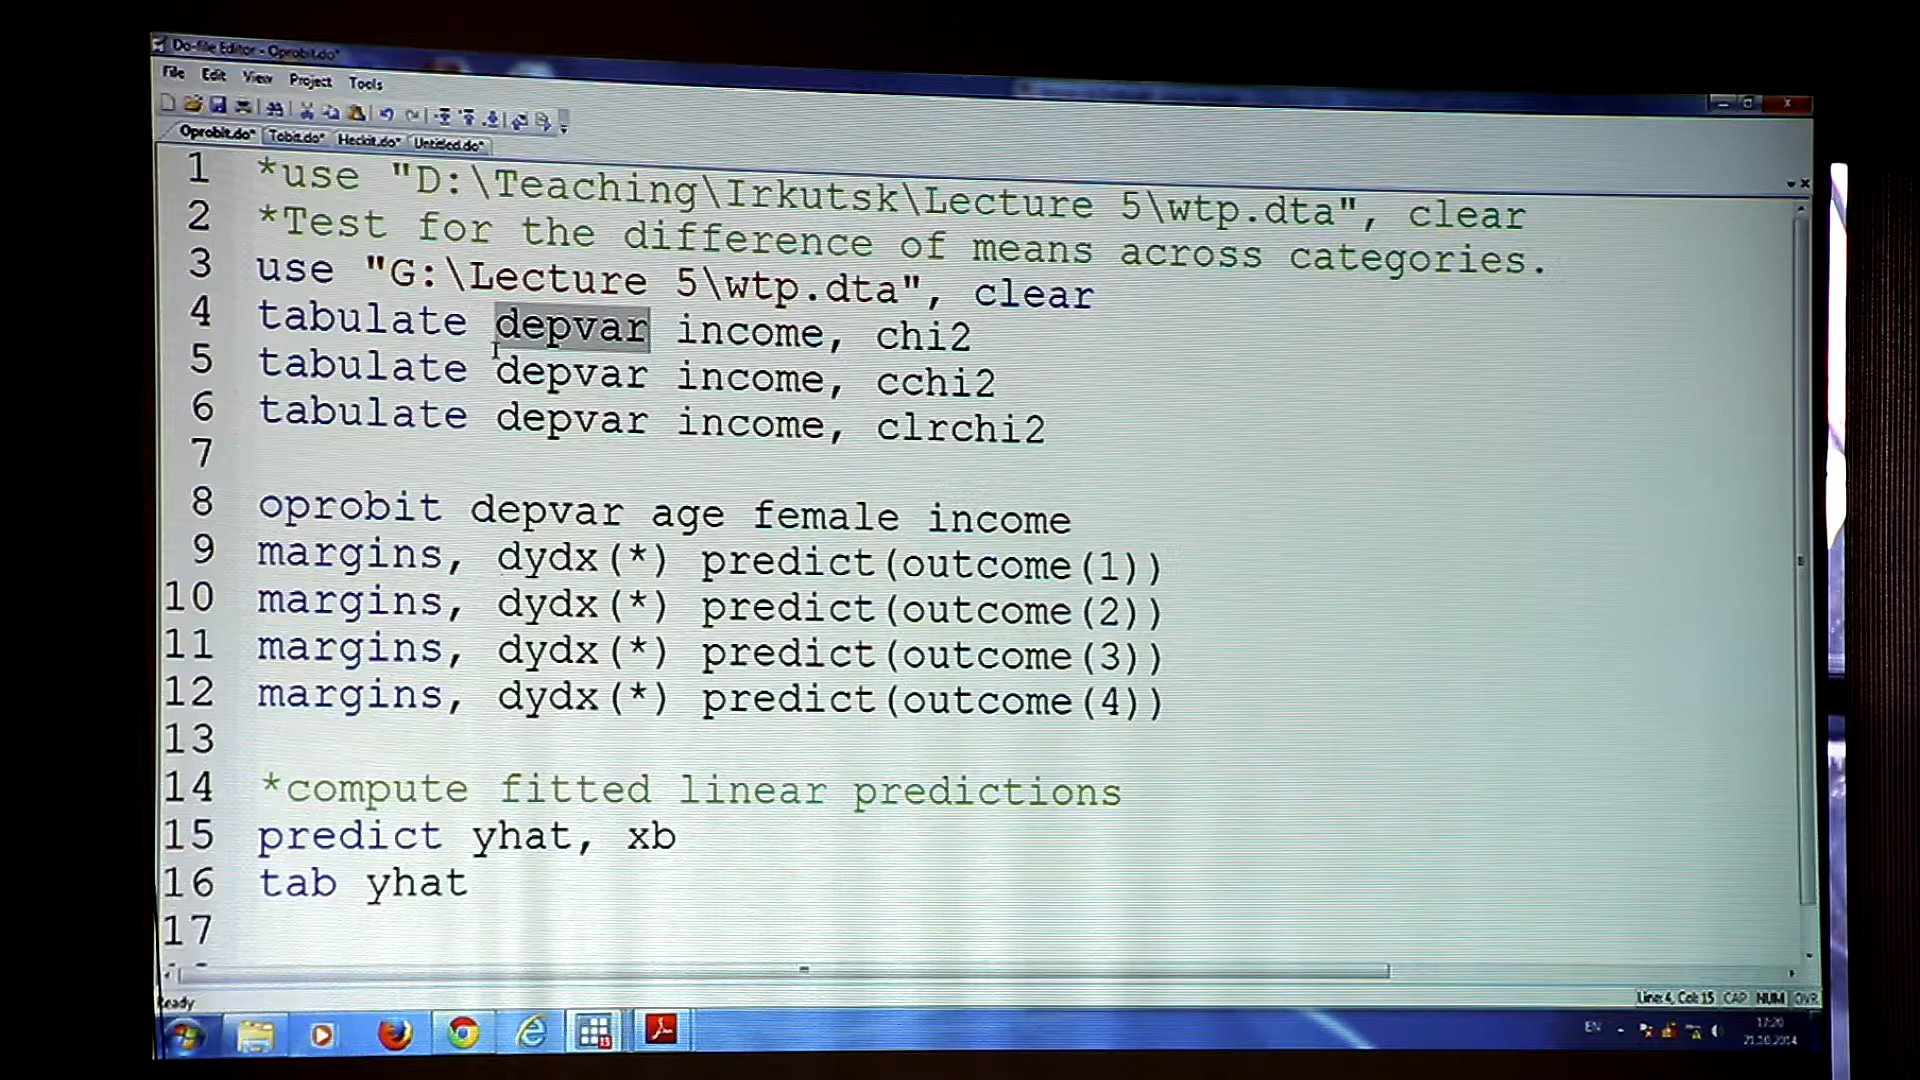 Do-file Editor - Oprobit.do*
File Edit View Project Tools
Oprobit.do* Tobit.do* Heckit.do* Untitled.do*
1 *use "D:\Teaching\Irkutsk\Lecture 5\wtp.dta", clear
2 *Test for the difference of means across categories.
3 use "G:\Lecture 5\wtp.dta", clear
4 tabulate depvar income, chi2
5 tabulate depvar income, cchi2
6 tabulate depvar income, clrchi2
7
8 oprobit depvar age female income
9 margins, dydx(*) predict(outcome(1))
10 margins, dydx(*) predict(outcome(2))
11 margins, dydx(*) predict(outcome(3))
12 margins, dydx(*) predict(outcome(4))
13
14 *compute fitted linear predictions
15 predict yhat, xb
16 tab yhat
17
Ready
Line: 4, Col: 15 CAP NUM OVR
EN
17:20
21.10.2014